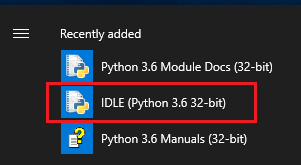 Recently added
Python 3.6 Module Docs (32-bit)
IDLE (Python 3.6 32-bit)
Python 3.6 Manuals (32-bit)